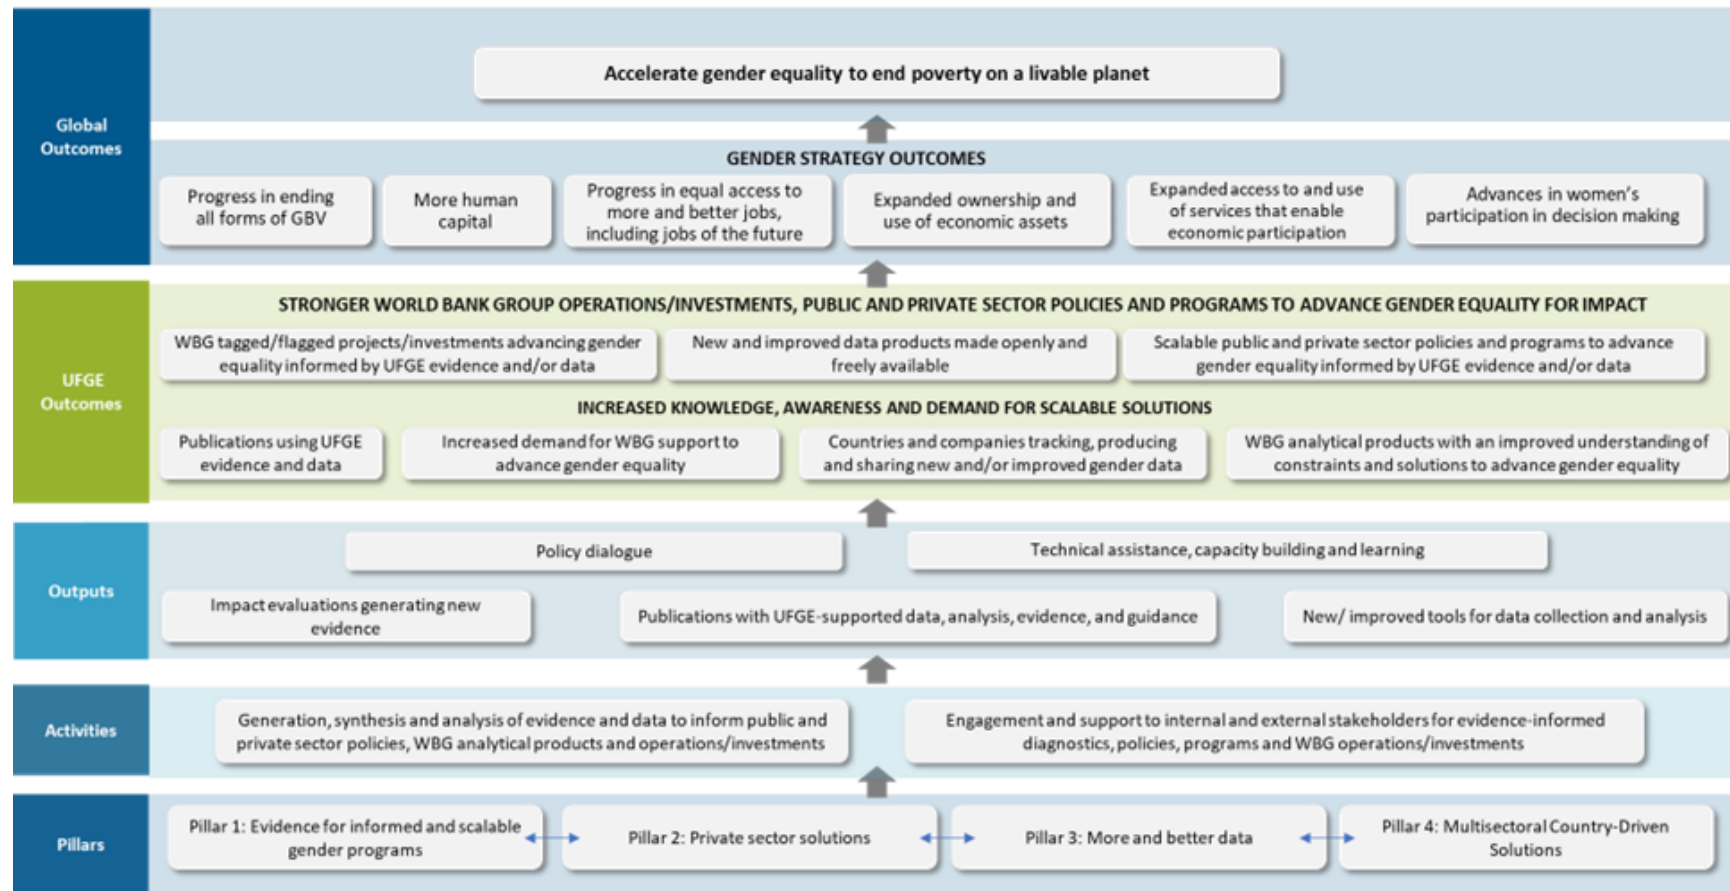 Global
Outcomes
Accelerate gender equality to end poverty on a livable planet
GENDER STRATEGY OUTCOMES
Progress in ending
all forms of GBV
More human
capital
Progress in equal access to
more and better jobs,
including jobs of the future
Expanded ownership and
use of economic assets
Expanded access to and use
of services that enable
economic participation
Advances in women's
participation in decision making
UFGE
Outcomes
STRONGER WORLD BANK GROUP OPERATIONS/INVESTMENTS, PUBLIC AND PRIVATE SECTOR POLICIES AND PROGRAMS TO ADVANCE GENDER EQUALITY FOR IMPACT
WBG tagged/flagged projects/investments advancing gender
equality informed by UFGE evidence and/or data
New and improved data products made openly and
freely available
Scalable public and private sector policies and programs to advance
gender equality informed by UFGE evidence and/or data
INCREASED KNOWLEDGE, AWARENESS AND DEMAND FOR SCALABLE SOLUTIONS
Publications using UFGE
evidence and data
Increased demand for WBG support to
advance gender equality
Countries and companies tracking, producing
and sharing new and/or improved gender data
WBG analytical products with an improved understanding of
constraints and solutions to advance gender equality
Outputs
Policy dialogue
Technical assistance, capacity building and learning
Impact evaluations generating new
evidence
Publications with UFGE-supported data, analysis, evidence, and guidance
New/ improved tools for data collection and analysis
Activities
Generation, synthesis and analysis of evidence and data to inform public and
private sector policies, WBG analytical products and operations/investments
Engagement and support to internal and external stakeholders for evidence-informed
diagnostics, policies, programs and WBG operations/investments
Pillars
Pillar 1: Evidence for informed and scalable
gender programs
Pillar 2: Private sector solutions
Pillar 3: More and better data
Pillar 4: Multisectoral Country-Driven
Solutions